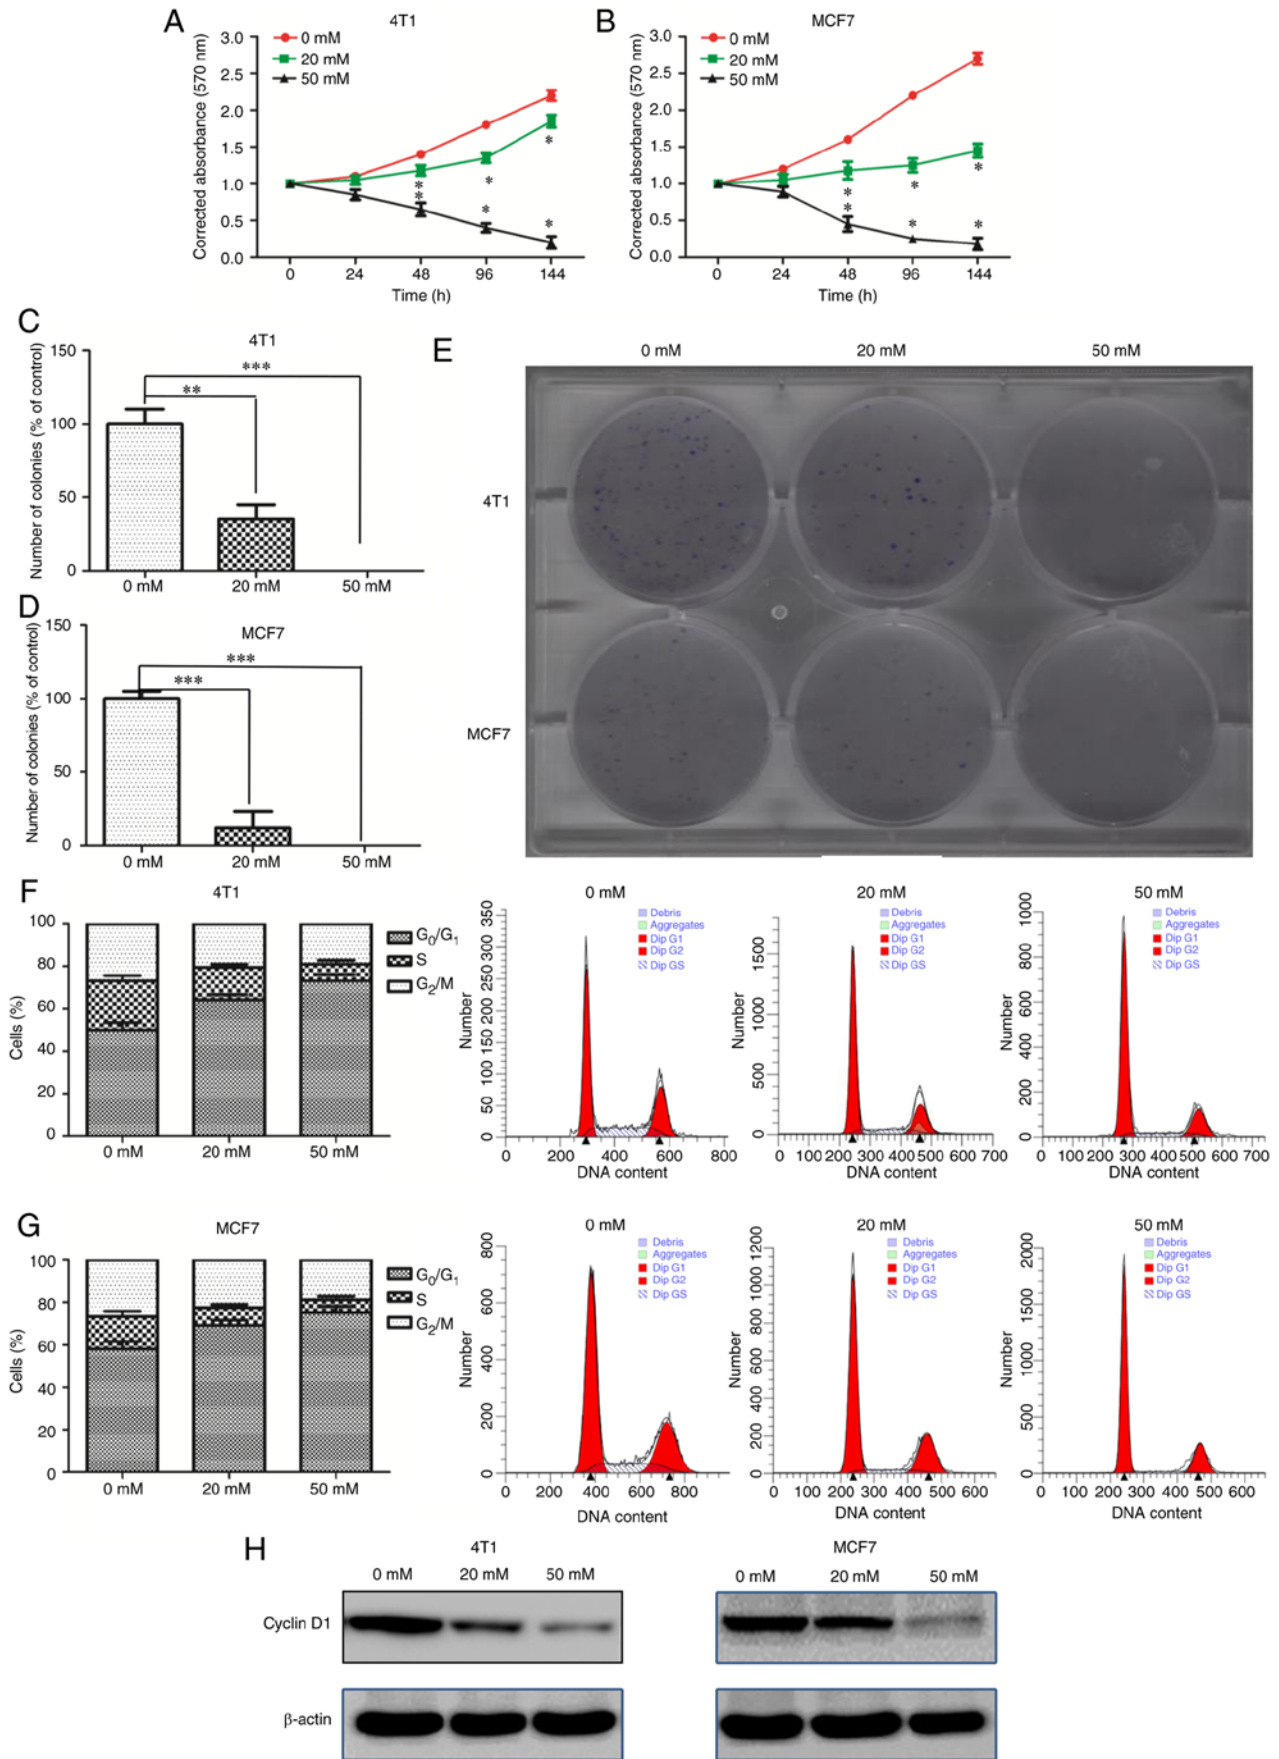 A
4T1
Corrected absorbance (570 nm)
3.0
2.5
2.0
1.5
1.0
0.5
0.0
0 mM
20 mM
50 mM
*
*
*
*
*
*
0
24
48
96
144
Time (h)
B
MCF7
Corrected absorbance (570 nm)
3.0
2.5
2.0
1.5
1.0
0.5
0.0
0 mM
20 mM
50 mM
*
*
*
*
*
*
0
24
48
96
144
Time (h)
C
4T1
Number of colonies (% of control)
150
100
50
0
***
**
0 mM
20 mM
50 mM
D
MCF7
Number of colonies (% of control)
150
100
50
0
***
***
0 mM
20 mM
50 mM
E
0 mM
20 mM
50 mM
4T1
MCF7
F
4T1
Cells (%)
100
80
60
40
20
0
0 mM
20 mM
50 mM
G0/G1
S
G2/M
0 mM
Number
350
300
250
200
150
100
50
0
Debris
Aggregates
Dip G1
Dip G2
Dip GS
0
200
400
600
800
DNA content
20 mM
Number
1500
1000
500
0
Debris
Aggregates
Dip G1
Dip G2
Dip GS
0 100 200 300 400 500 600 700
DNA content
50 mM
Number
1000
800
600
400
200
0
Debris
Aggregates
Dip G1
Dip G2
Dip GS
0 100 200 300 400 500 600 700
DNA content
G
MCF7
Cells (%)
100
80
60
40
20
0
0 mM
20 mM
50 mM
G0/G1
S
G2/M
0 mM
Number
800
600
400
200
0
Debris
Aggregates
Dip G1
Dip G2
Dip GS
0
200
400
600
800
DNA content
20 mM
Number
1200
1000
800
600
400
200
0
Debris
Aggregates
Dip G1
Dip G2
Dip GS
0 100 200 300 400 500 600
DNA content
50 mM
Number
2000
1500
1000
500
0
Debris
Aggregates
Dip G1
Dip G2
Dip GS
0 100 200 300 400 500 600
DNA content
H
4T1
0 mM
20 mM
50 mM
MCF7
0 mM
20 mM
50 mM
Cyclin D1
β-actin